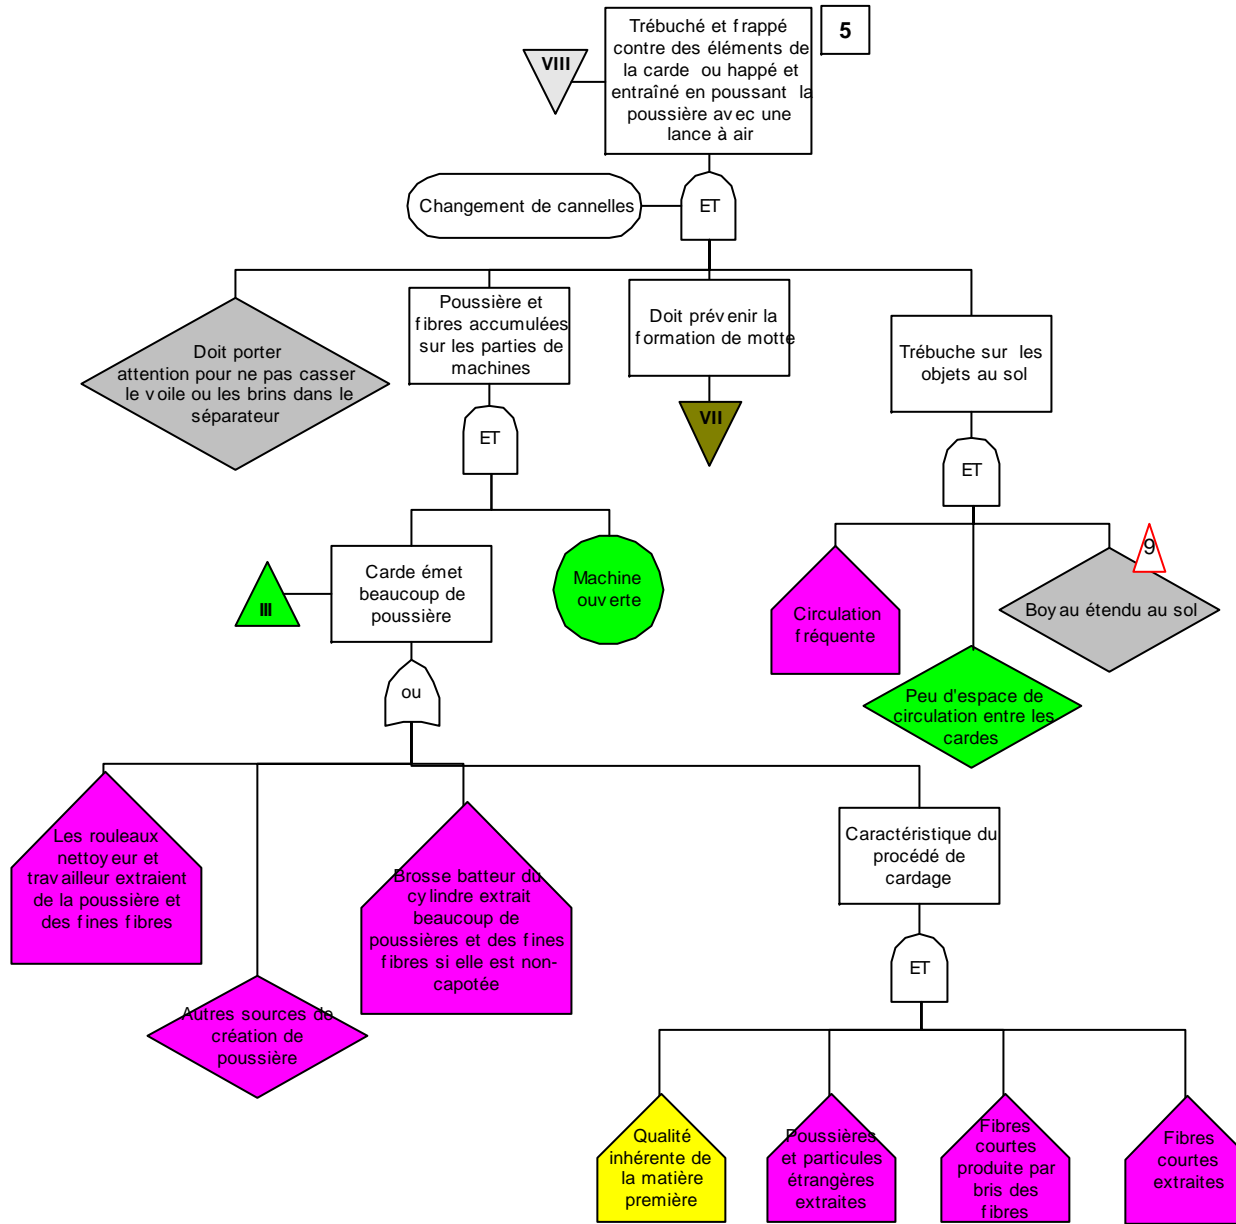 Trébuché et frappé
contre des éléments de
la carde ou happé et
entraîné en poussant la
poussière avec une
lance à air
5
VIII
Changement de cannelles
ET
Doit porter
attention pour ne pas casser
le voile ou les brins dans le
séparateur
Poussière et
fibres accumulées
sur les parties de
machines
Doit prévenir la
formation de motte
Trébuche sur les
objets au sol
VII
ET
ET
Carde émet
beaucoup de
poussière
III
Machine
ouverte
Circulation
fréquente
9
Boyau étendu au sol
Peu d'espace de
circulation entre les
cardes
ou
Les rouleaux
nettoyeur et
travailleur extraient
de la poussière et
des fines fibres
Autres sources de
création de
poussière
Brosse batteur du
cylindre extrait
beaucoup de
poussières et des fines
fibres si elle est non-
capotée
Caractéristique du
procédé de
cardage
ET
Qualité
inhérente de
la matière
première
Poussières
et particules
étrangères
extraites
Fibres
courtes
produite par
bris des
fibres
Fibres
courtes
extraites